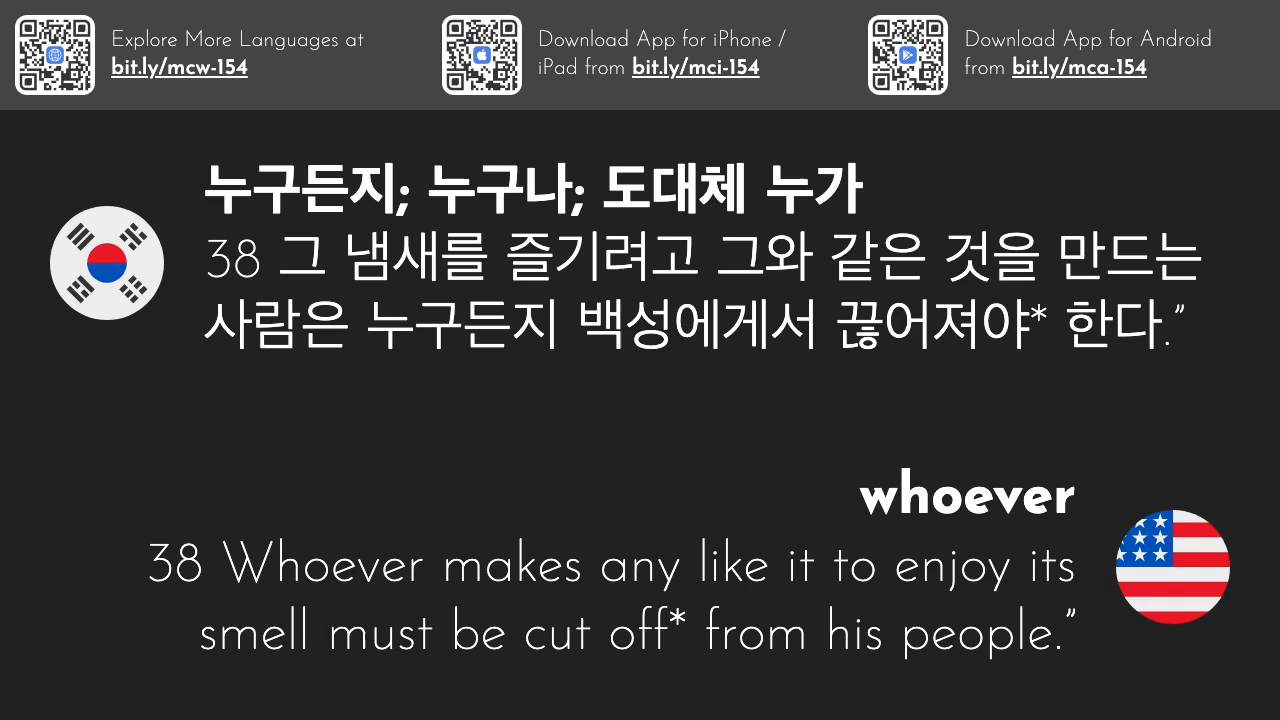 Explore More Languages at
bit.ly/mcw-154
Download App for iPhone /
iPad from bit.ly/mci-154
Download App for Android
from bit.ly/mca-154
누구든지; 누구나; 도대체 누가
38 그 냄새를 즐기려고 그와 같은 것을 만드는
사람은 누구든지 백성에게서 끊어져야* 한다.”
whoever
38 Whoever makes any like it to enjoy its
smell must be cut off* from his people.”